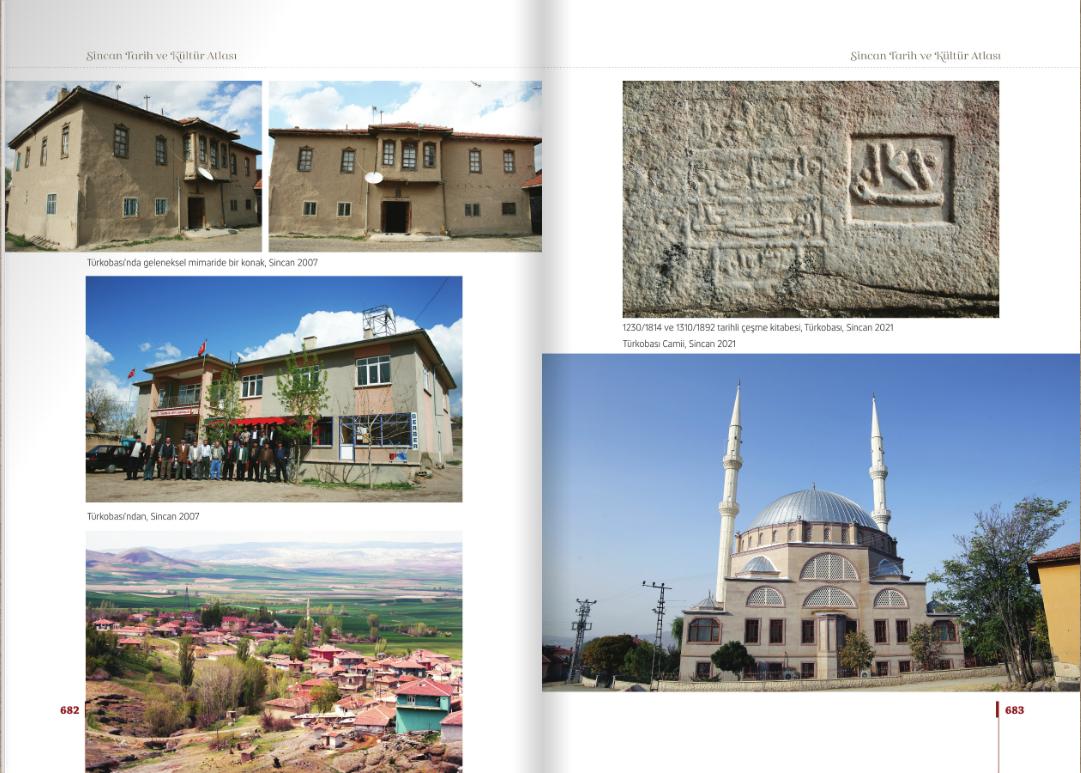 Sincan Tarih ve Kültür Atlası
Türkobası'nda geleneksel mimaride bir konak, Sincan 2007
BERBER
Türkobası'ndan, Sincan 2007
682
Sincan Tarih ve Kültür Atlası
1230/1814 ve 1310/1892 tarihli çeşme kitabesi, Türkobası, Sincan 2021
Türkobası Camii, Sincan 2021
683